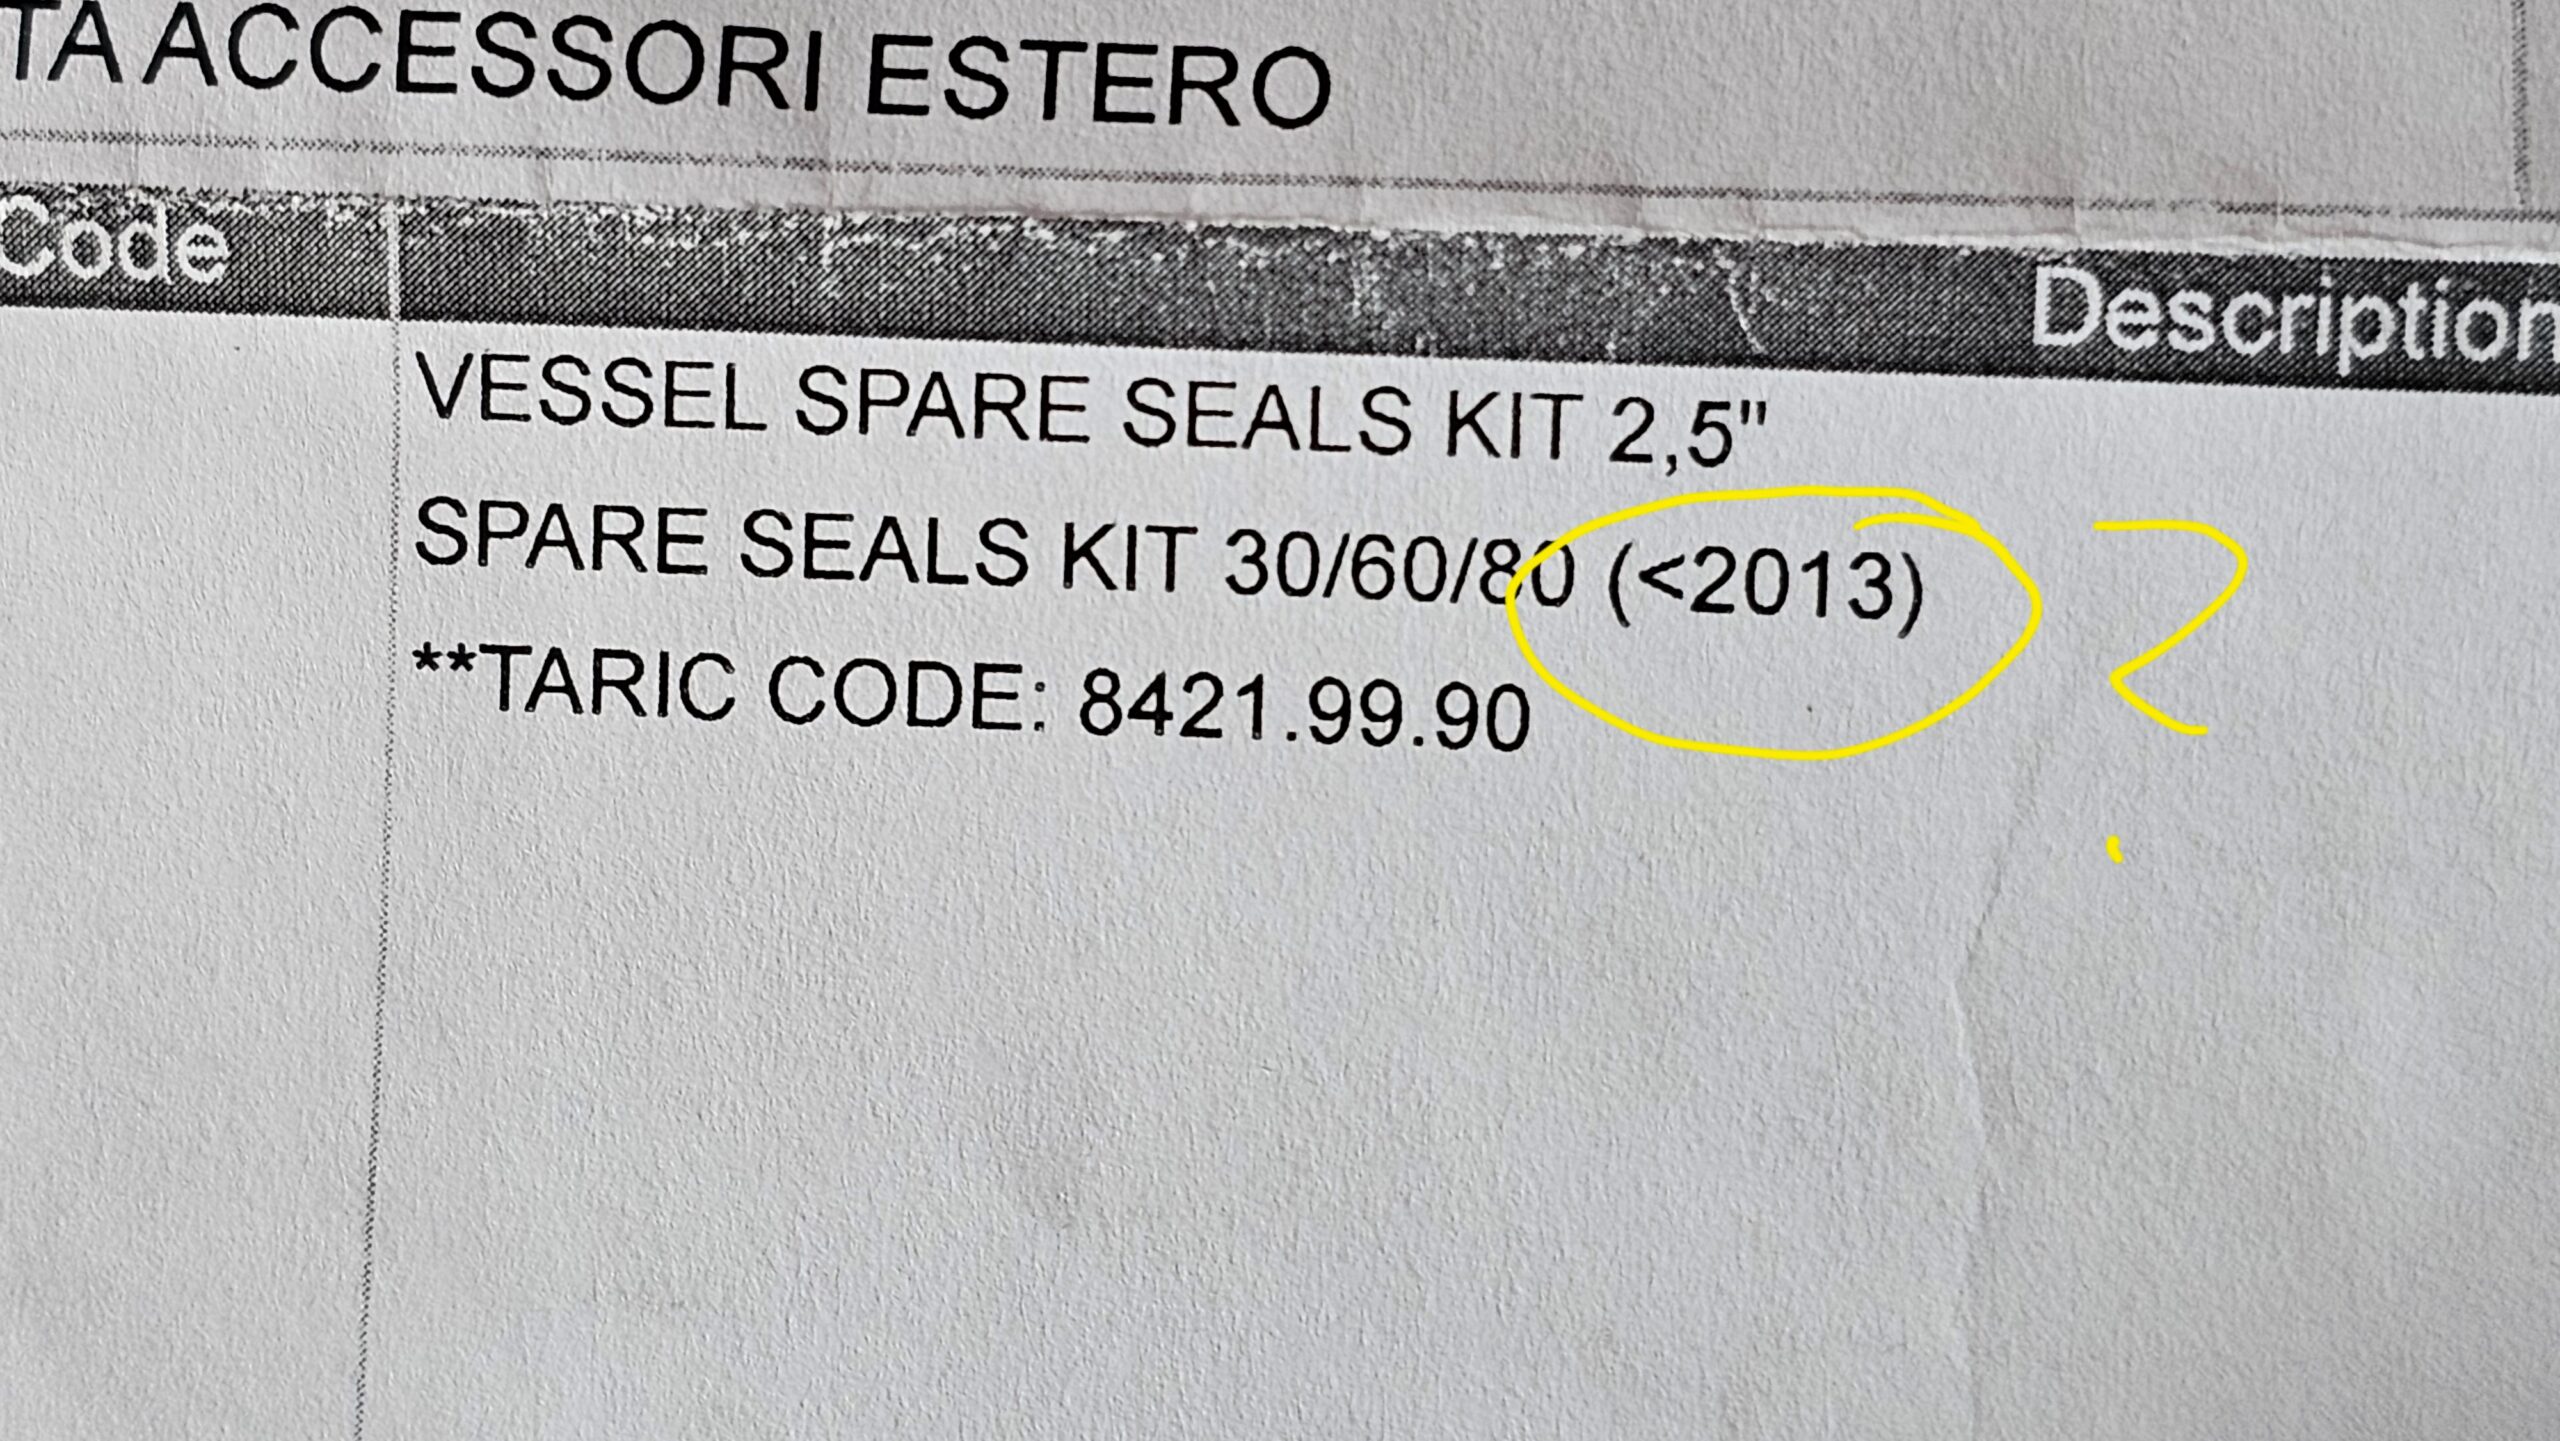 TA ACCESSORI ESTERO
Code Description
VESSEL SPARE SEALS KIT 2,5"
SPARE SEALS KIT 30/60/80 (<2013)
?
**TARIC CODE: 8421.99.90